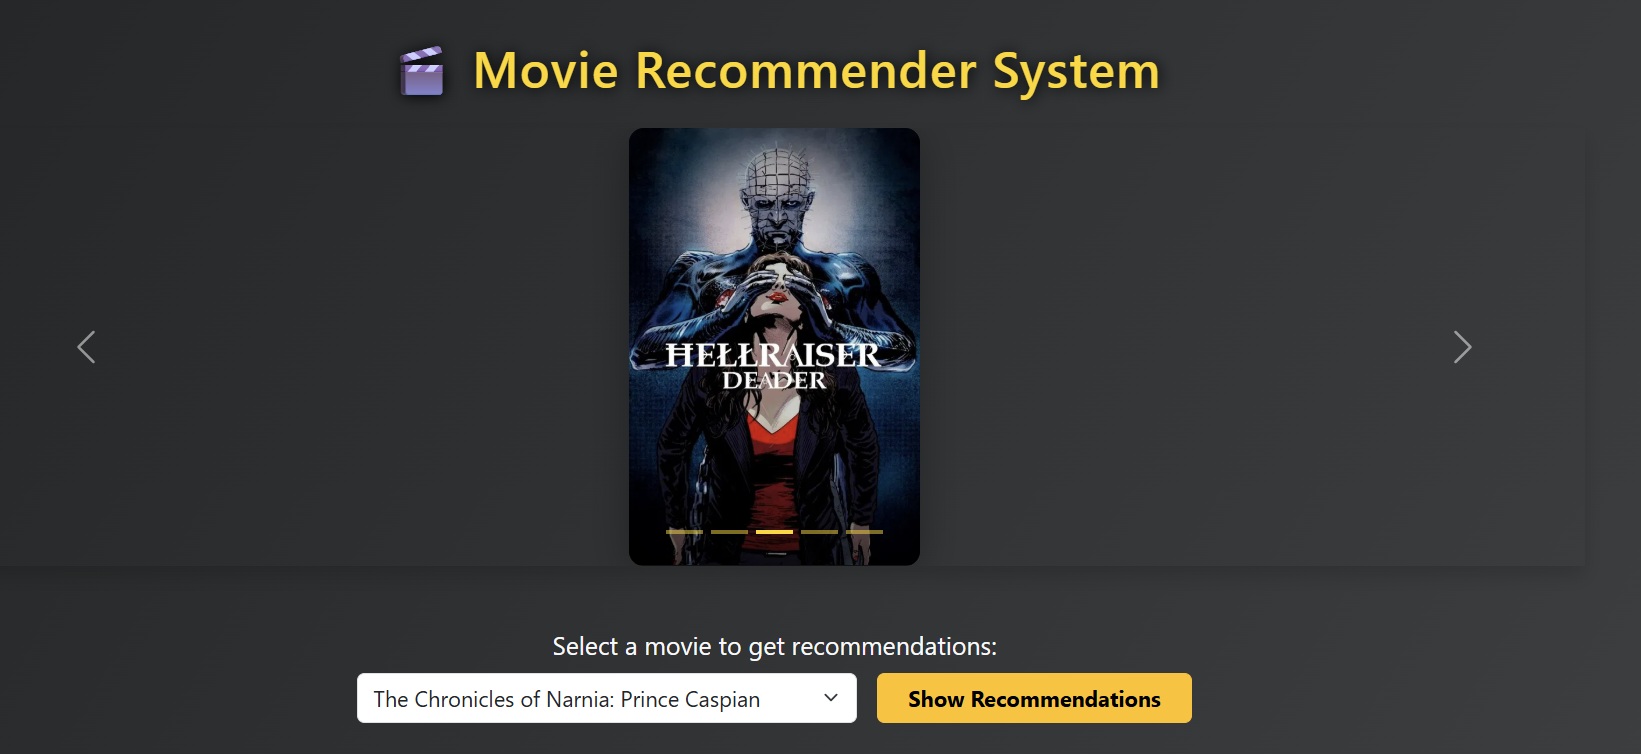 Movie Recommender System
HELLRAISER
DEADER
Select a movie to get recommendations:
The Chronicles of Narnia: Prince Caspian
Show Recommendations